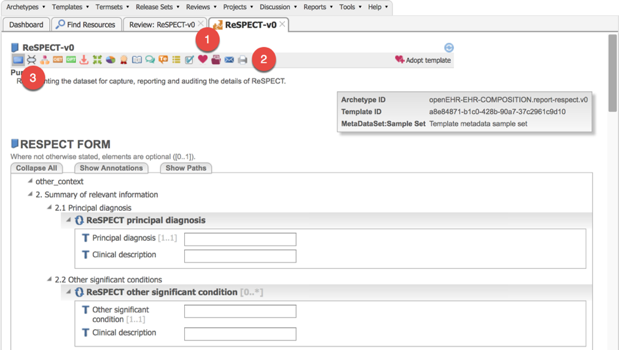 Archetypes Templates Termsets Release Sets Reviews Projects Discussion Reports Tools Help
Dashboard Find Resources Review: ReSPECT-v0 ReSPECT-v0
1
ReSPECT-v0
2
Adopt template
3
Pu
R nting the dataset for capture, reporting and auditing the details of ReSPECT.
Archetype ID openEHR-EHR-COMPOSITION.report-respect.v0
Template ID a8e84871-b1c0-428b-90a7-37c2961c9d10
MetaDataSet:Sample Set Template metadata sample set
RESPECT FORM
Where not otherwise stated, elements are optional ([0..1]).
Collapse All Show Annotations Show Paths
other_context
2. Summary of relevant information
2.1 Principal diagnosis
ReSPECT principal diagnosis
T Principal diagnosis [1..1]
T Clinical description
2.2 Other significant conditions
ReSPECT other significant condition [0..*]
T Other significant
condition [1..1]
T Clinical description